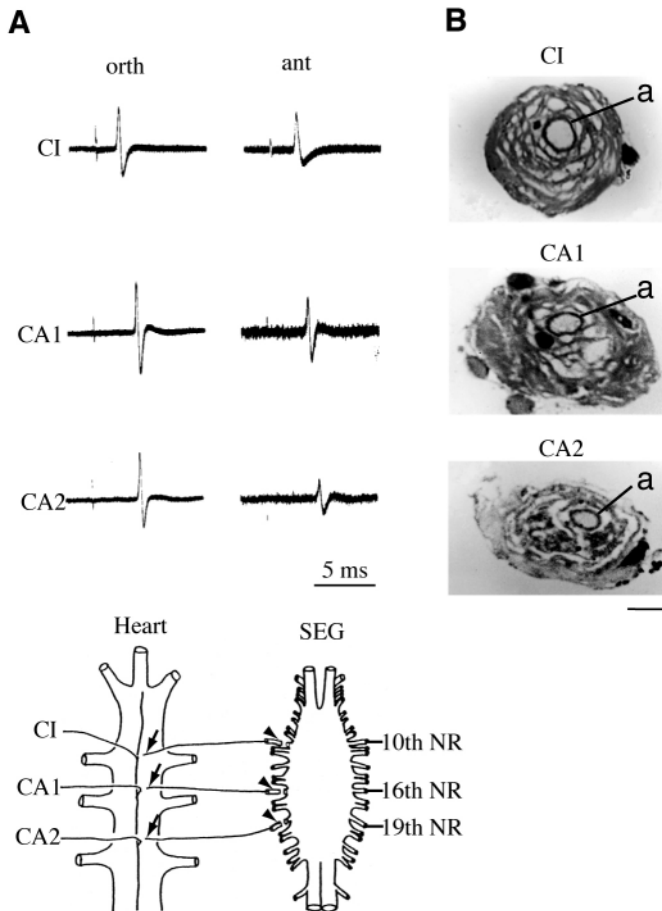 A
B
orth
ant
CI
CA1
CA2
5 ms
CI
a
CA1
a
CA2
a
Heart
SEG
CI
CA1
CA2
10th NR
16th NR
19th NR